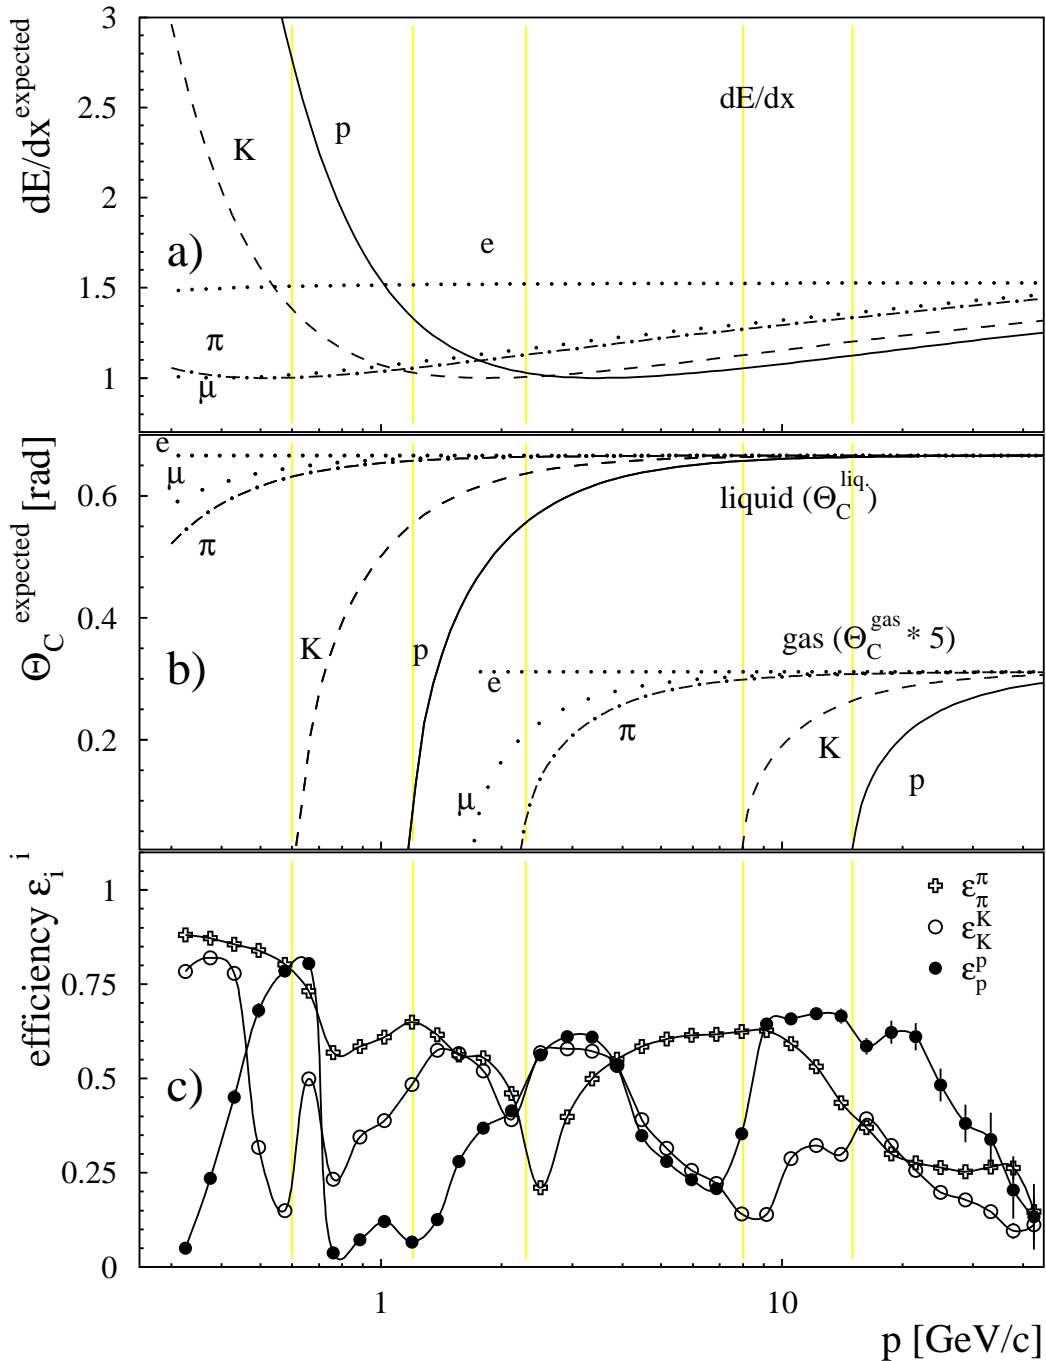 dE/dx^expected
3
2.5
2
1.5
1
dE/dx
p
K
e
a)
π
μ
Θ_C^expected [rad]
0.6
0.4
0.2
e
μ
π
liquid (Θ_C^liq.)
gas (Θ_C^gas * 5)
K
p
b)
e
π
K
μ
p
efficiency ε_i^i
1
0.75
0.5
0.25
0
ε_π^π
ε_K^K
ε_p^p
c)
1
10
p [GeV/c]